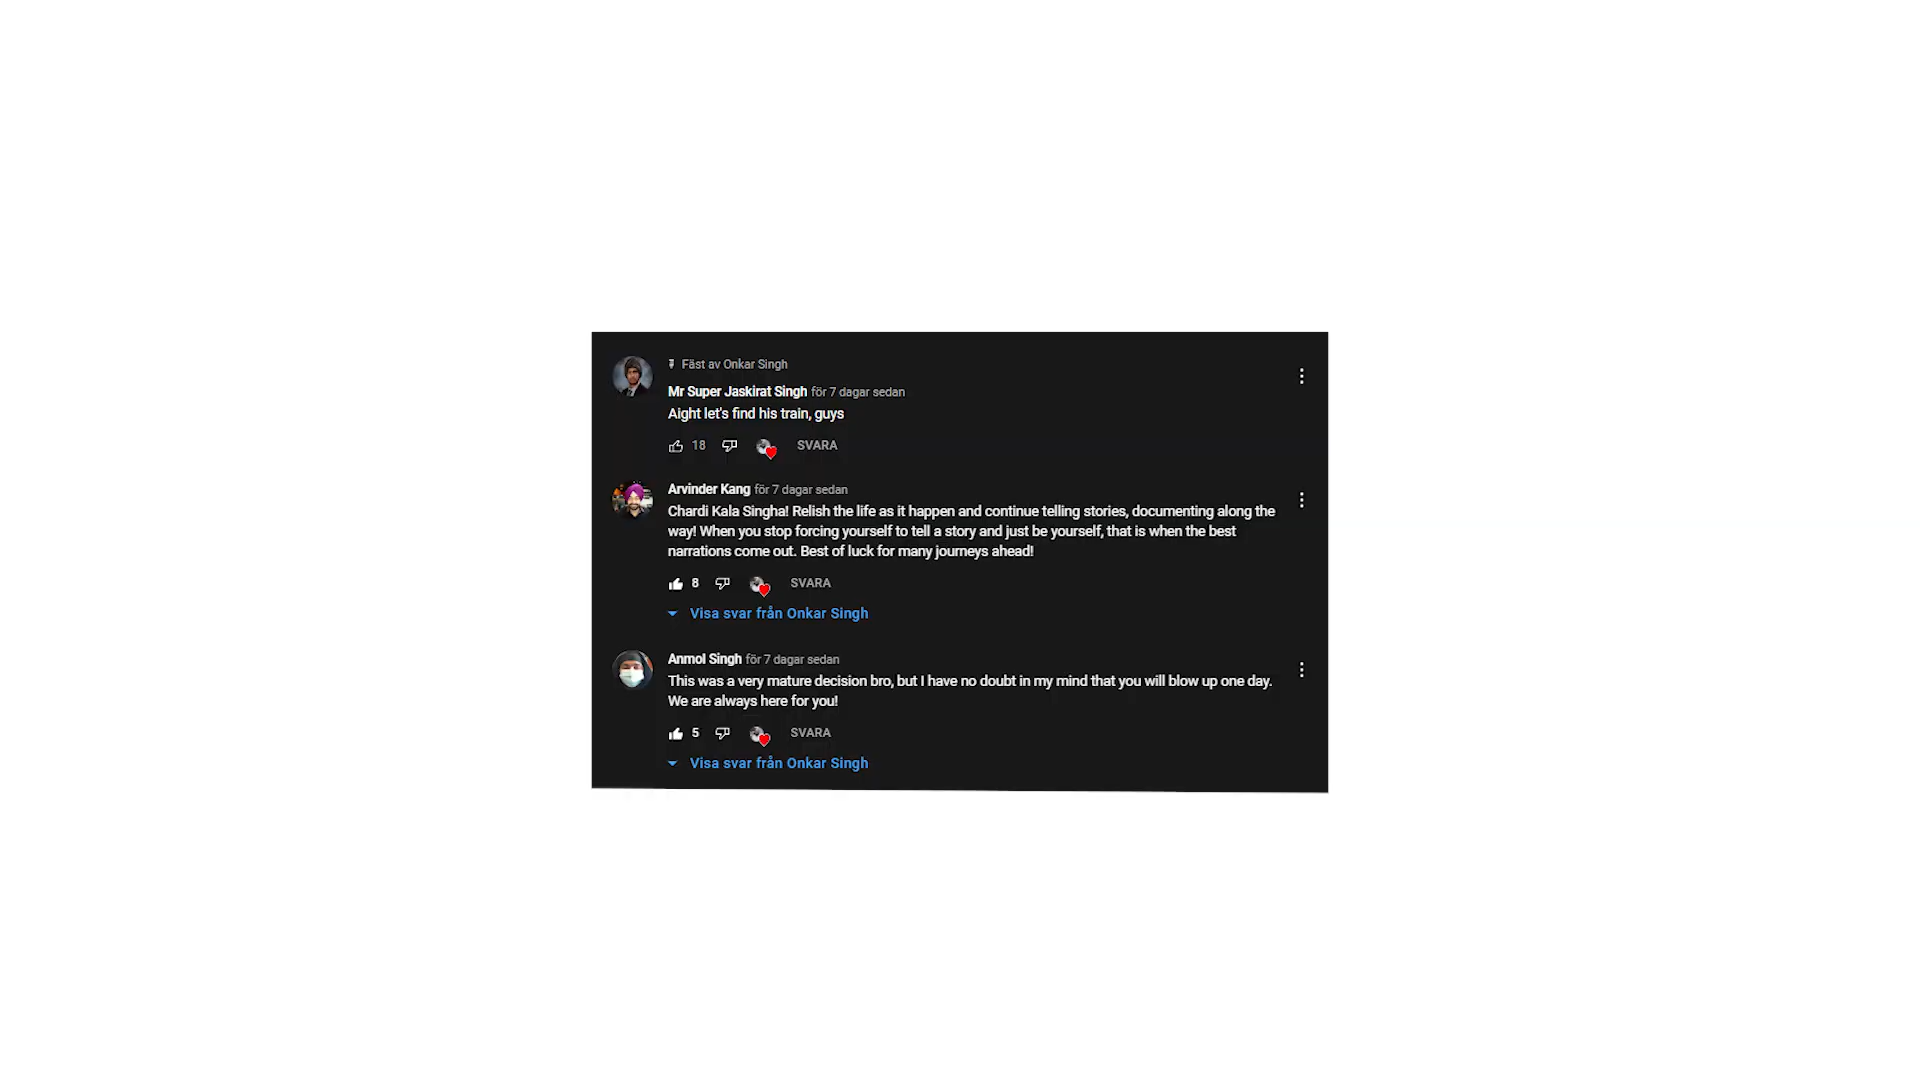 Fäst av Onkar Singh
Mr Super Jaskirat Singh för 7 dagar sedan
Aight let's find his train, guys
18 SVARA
Arvinder Kang för 7 dagar sedan
Chardi Kala Singha! Relish the life as it happen and continue telling stories, documenting along the
way! When you stop forcing yourself to tell a story and just be yourself, that is when the best
narrations come out. Best of luck for many journeys ahead!
8 SVARA
Visa svar från Onkar Singh
Anmol Singh för 7 dagar sedan
This was a very mature decision bro, but I have no doubt in my mind that you will blow up one day.
We are always here for you!
5 SVARA
Visa svar från Onkar Singh